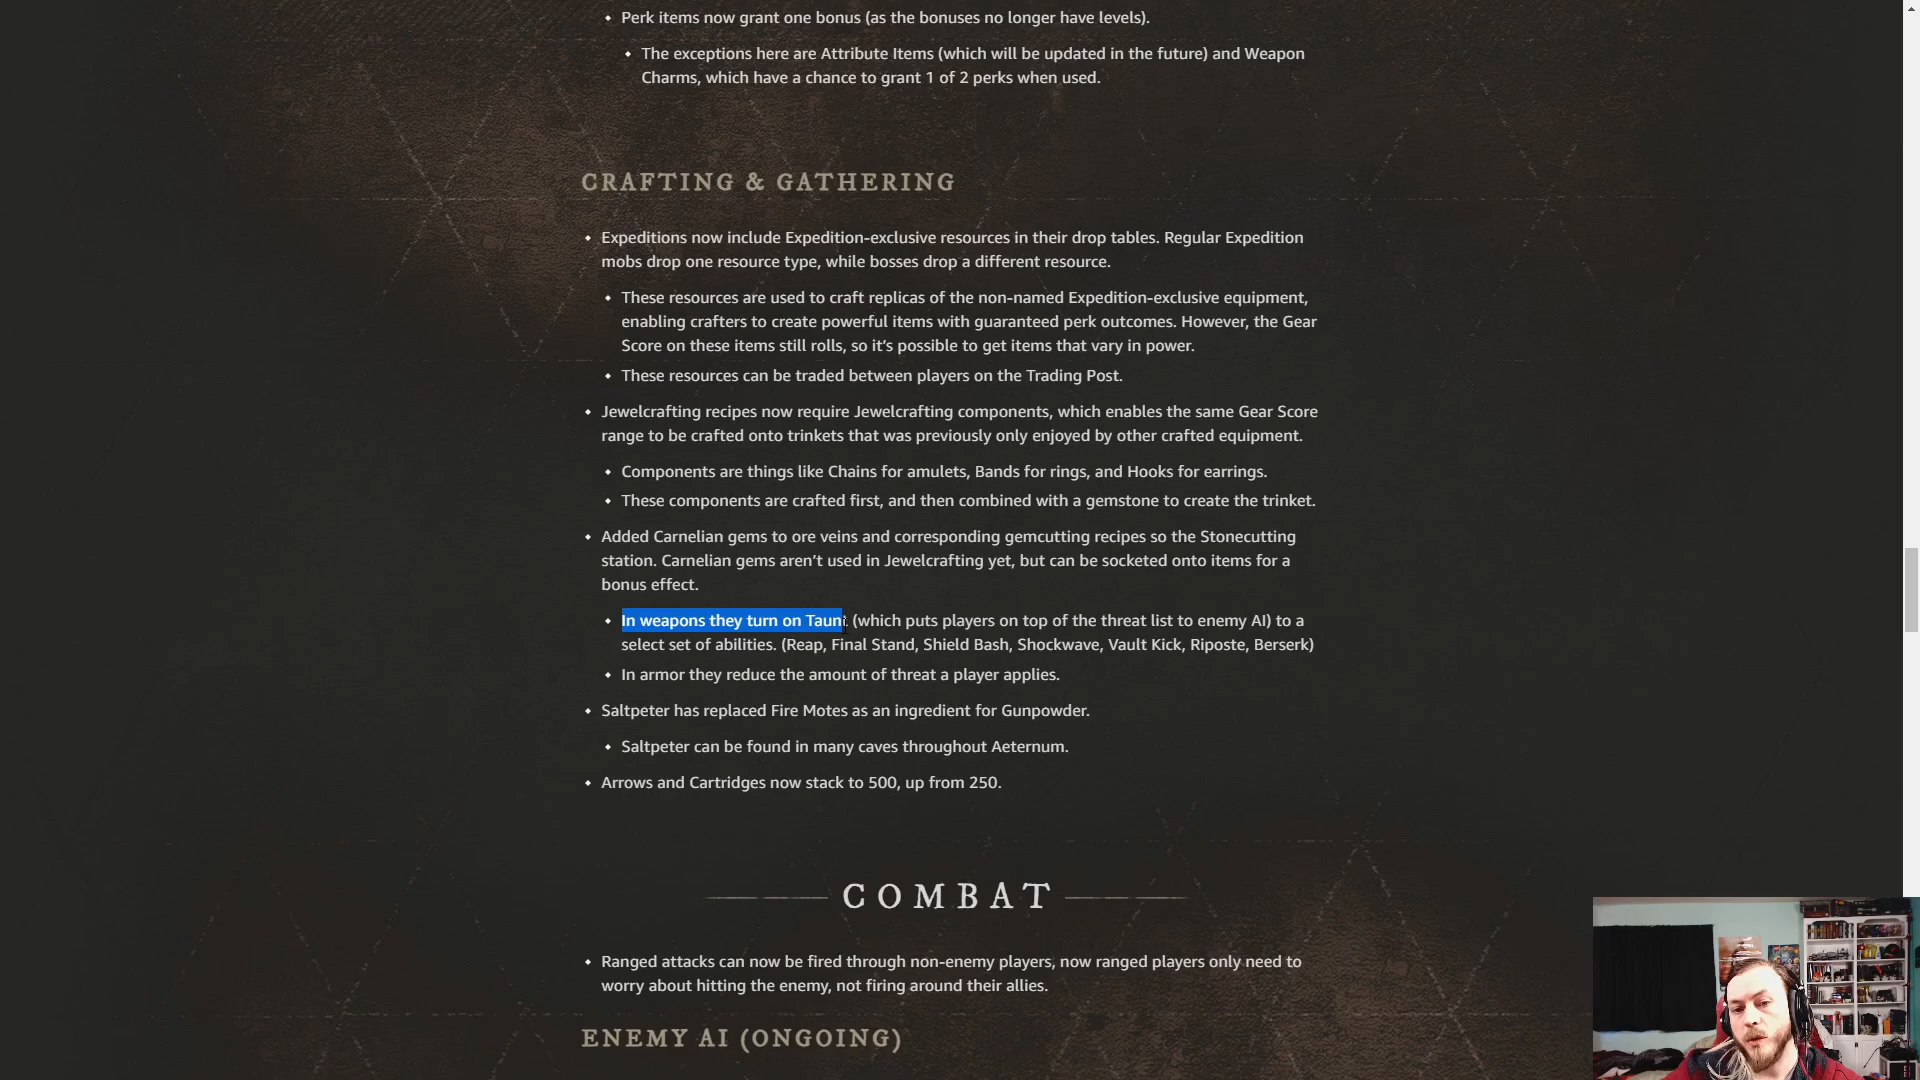 Perk items now grant one bonus (as the bonuses no longer have levels).
The exceptions here are Attribute Items (which will be updated in the future) and Weapon
Charms, which have a chance to grant 1 of 2 perks when used.
CRAFTING & GATHERING
Expeditions now include Expedition-exclusive resources in their drop tables. Regular Expedition
mobs drop one resource type, while bosses drop a different resource.
These resources are used to craft replicas of the non-named Expedition-exclusive equipment,
enabling crafters to create powerful items with guaranteed perk outcomes. However, the Gear
Score on these items still rolls, so it's possible to get items that vary in power.
These resources can be traded between players on the Trading Post.
Jewelcrafting recipes now require Jewelcrafting components, which enables the same Gear Score
range to be crafted onto trinkets that was previously only enjoyed by other crafted equipment.
Components are things like Chains for amulets, Bands for rings, and Hooks for earrings.
These components are crafted first, and then combined with a gemstone to create the trinket.
Added Carnelian gems to ore veins and corresponding gemcutting recipes so the Stonecutting
station. Carnelian gems aren't used in Jewelcrafting yet, but can be socketed onto items for a
bonus effect.
In weapons they turn on Taunt (which puts players on top of the threat list to enemy AI) to a
select set of abilities. (Reap, Final Stand, Shield Bash, Shockwave, Vault Kick, Riposte, Berserk)
In armor they reduce the amount of threat a player applies.
Saltpeter has replaced Fire Motes as an ingredient for Gunpowder.
Saltpeter can be found in many caves throughout Aeternum.
Arrows and Cartridges now stack to 500, up from 250.
COMBAT
Ranged attacks can now be fired through non-enemy players, now ranged players only need to
worry about hitting the enemy, not firing around their allies.
ENEMY AI (ONGOING)